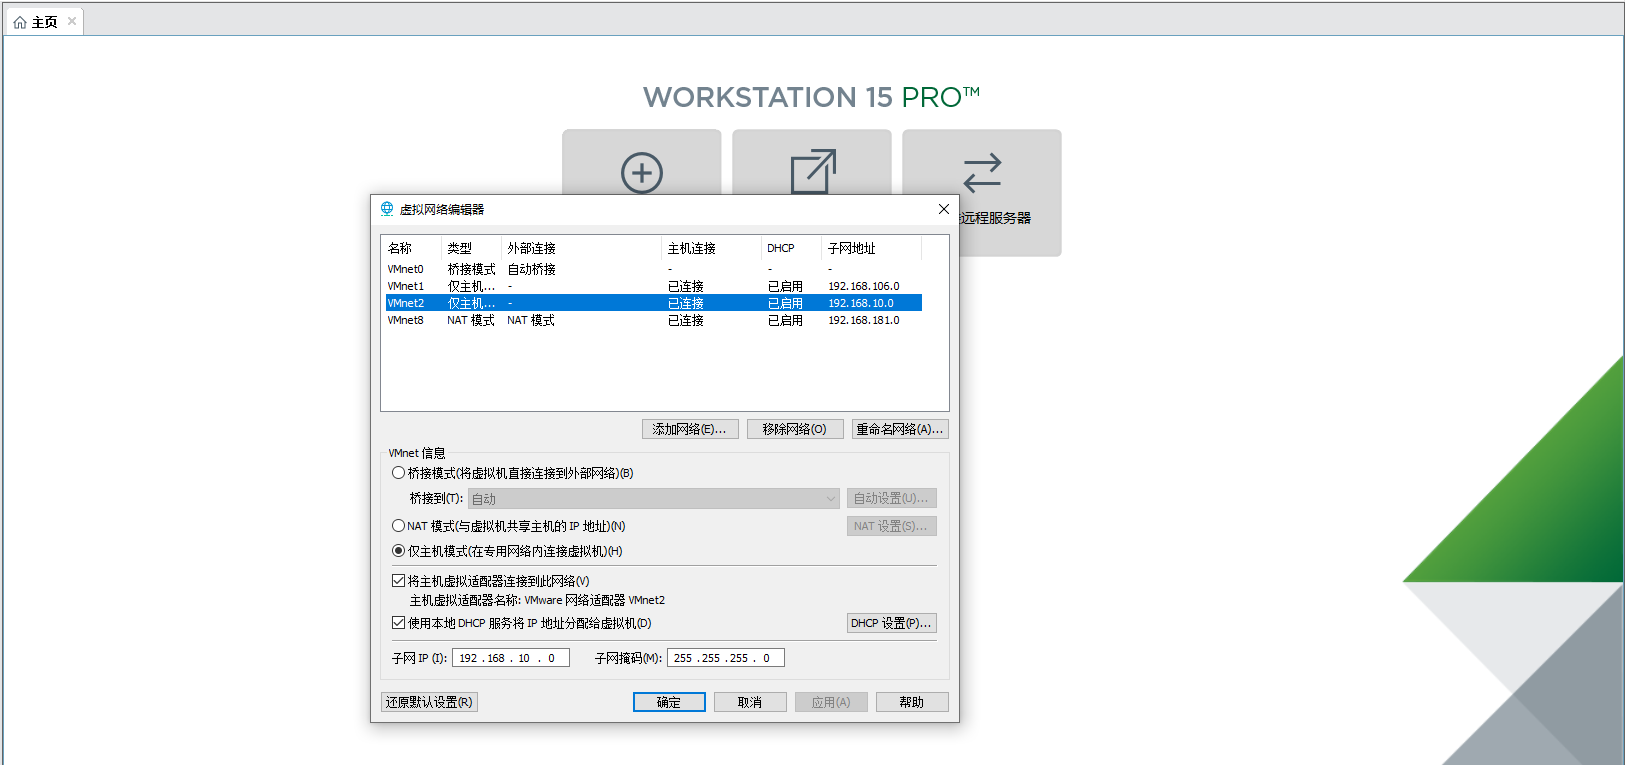 主页
WORKSTATION 15 PRO™
远程服务器
虚拟网络编辑器
名称 类型 外部连接 主机连接 DHCP 子网地址
VMnet0 桥接模式 自动桥接 - - -
VMnet1 仅主机... - 已连接 已启用 192.168.106.0
VMnet2 仅主机... - 已连接 已启用 192.168.10.0
VMnet8 NAT 模式 NAT 模式 已连接 已启用 192.168.181.0
添加网络(E)... 移除网络(O) 重命名网络(A)...
VMnet 信息
桥接模式(将虚拟机直接连接到外部网络)(B)
桥接到(T): 自动 自动设置(U)...
NAT 模式(与虚拟机共享主机的 IP 地址)(N) NAT 设置(S)...
仅主机模式(在专用网络内连接虚拟机)(H)
将主机虚拟适配器连接到此网络(V)
主机虚拟适配器名称: VMware 网络适配器 VMnet2
使用本地 DHCP 服务将 IP 地址分配给虚拟机(D) DHCP 设置(P)...
子网 IP (I): 192 . 168 . 10 . 0 子网掩码(M): 255 . 255 . 255 . 0
还原默认设置(R) 确定 取消 应用(A) 帮助